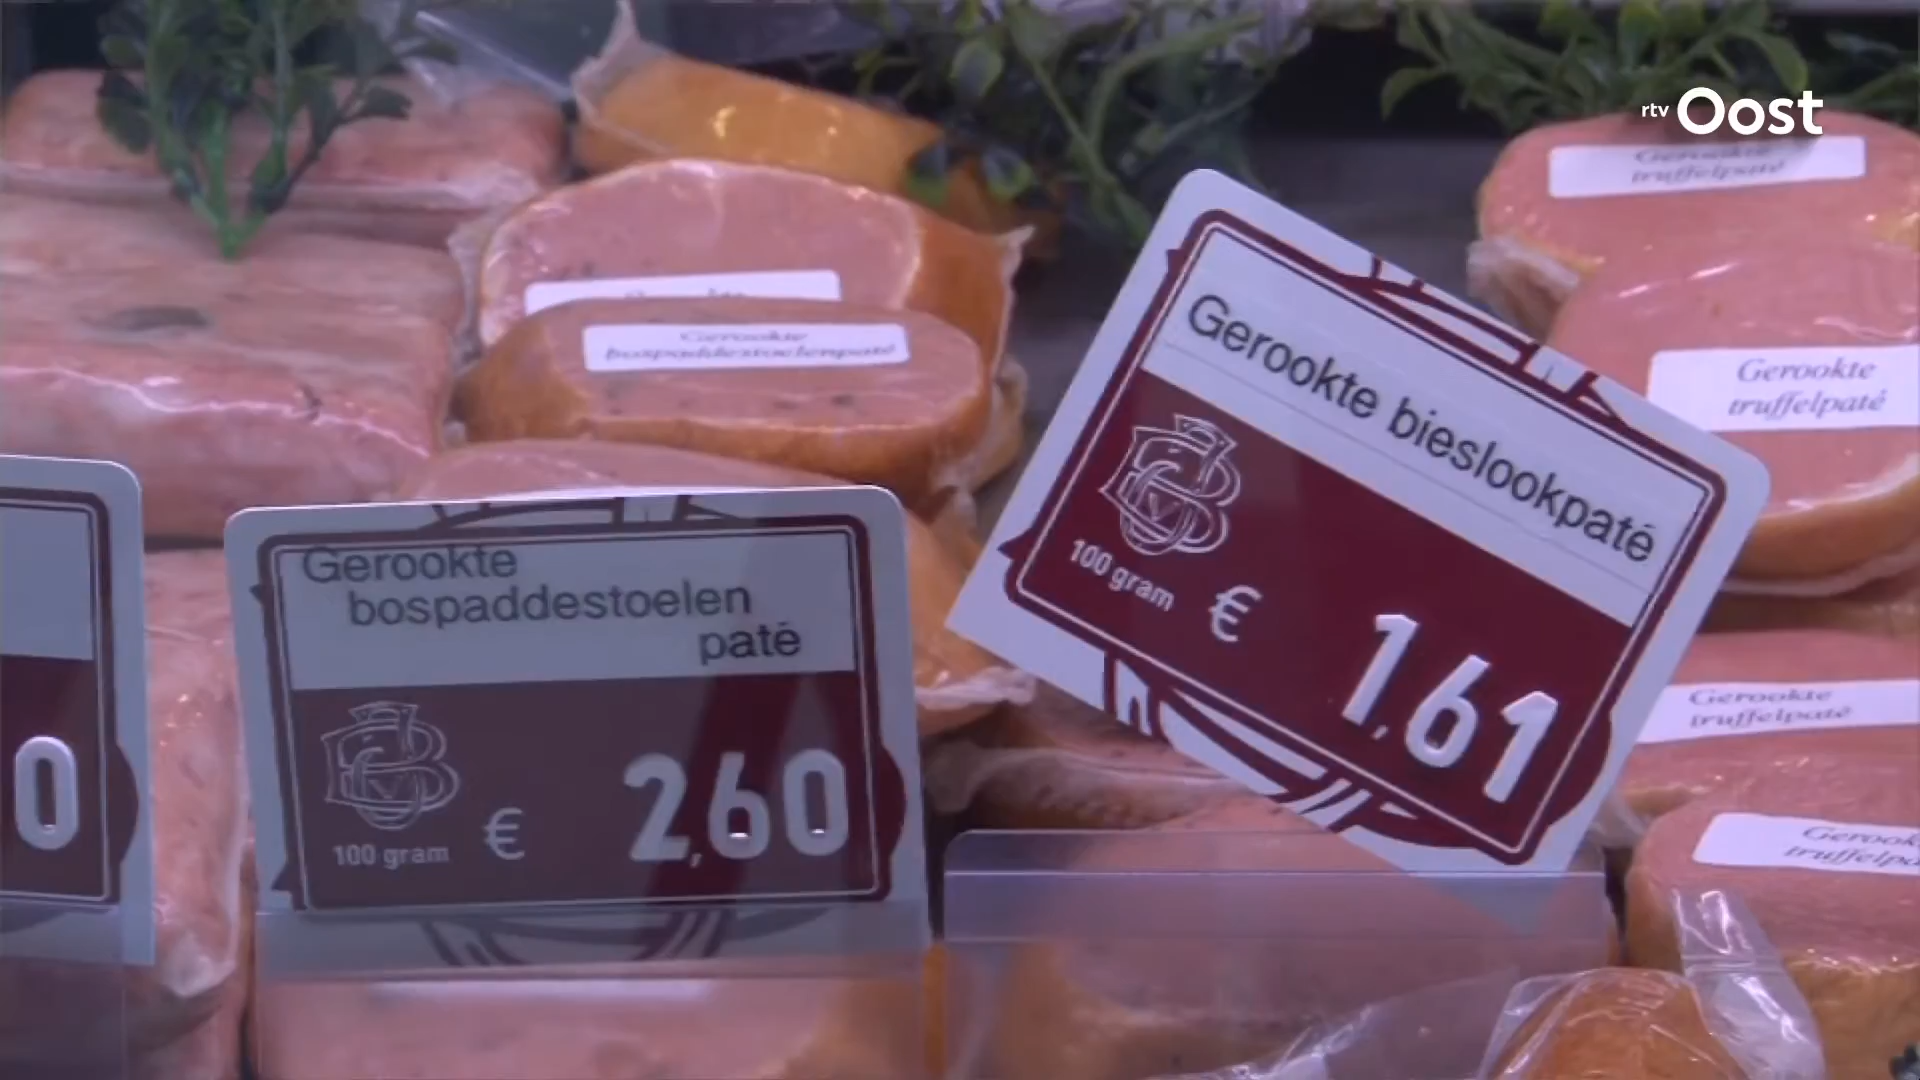 rtv Oost
Gerookte
truffelpaté
Gerookte
Gerookte
bospaddestoelenpaté
Gerookte
truffelpaté
Gerookte bieslookpaté
100 gram € 1,61
Gerookte
bospaddestoelen
paté
100 gram € 2,60
0
Gerookte
truffelpaté